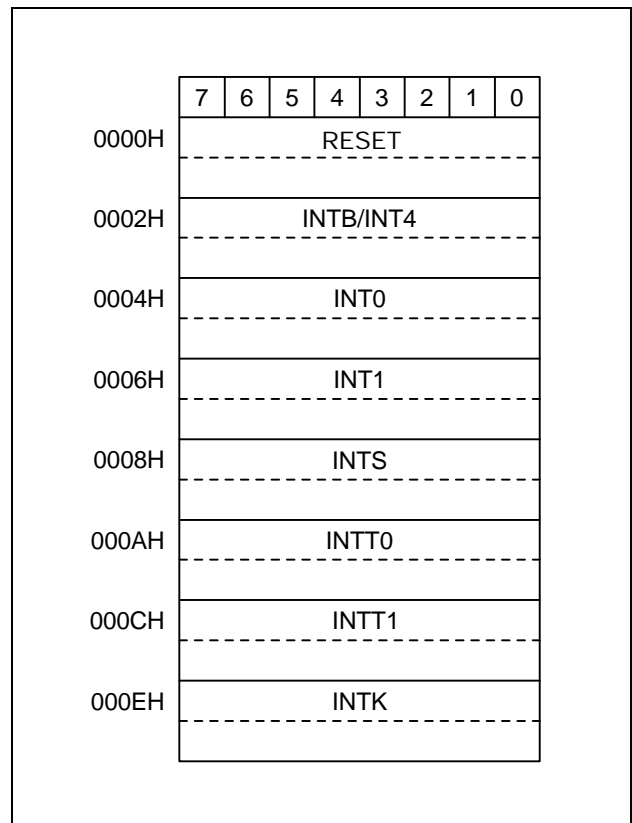 7 6 5 4 3 2 1 0
0000H RESET
0002H INTB/INT4
0004H INT0
0006H INT1
0008H INTS
000AH INTT0
000CH INTT1
000EH INTK